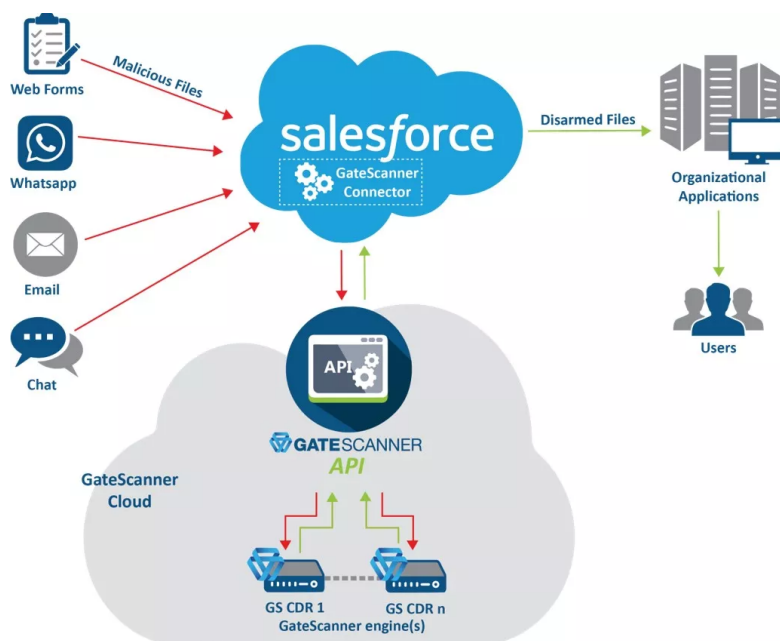 Web Forms
Malicious Files
Whatsapp
Email
Chat
salesforce
GateScanner
Connector
Disarmed Files
Organizational
Applications
Users
API
GATESCANNER
API
GateScanner
Cloud
GS CDR 1
GS CDR n
GateScanner engine(s)